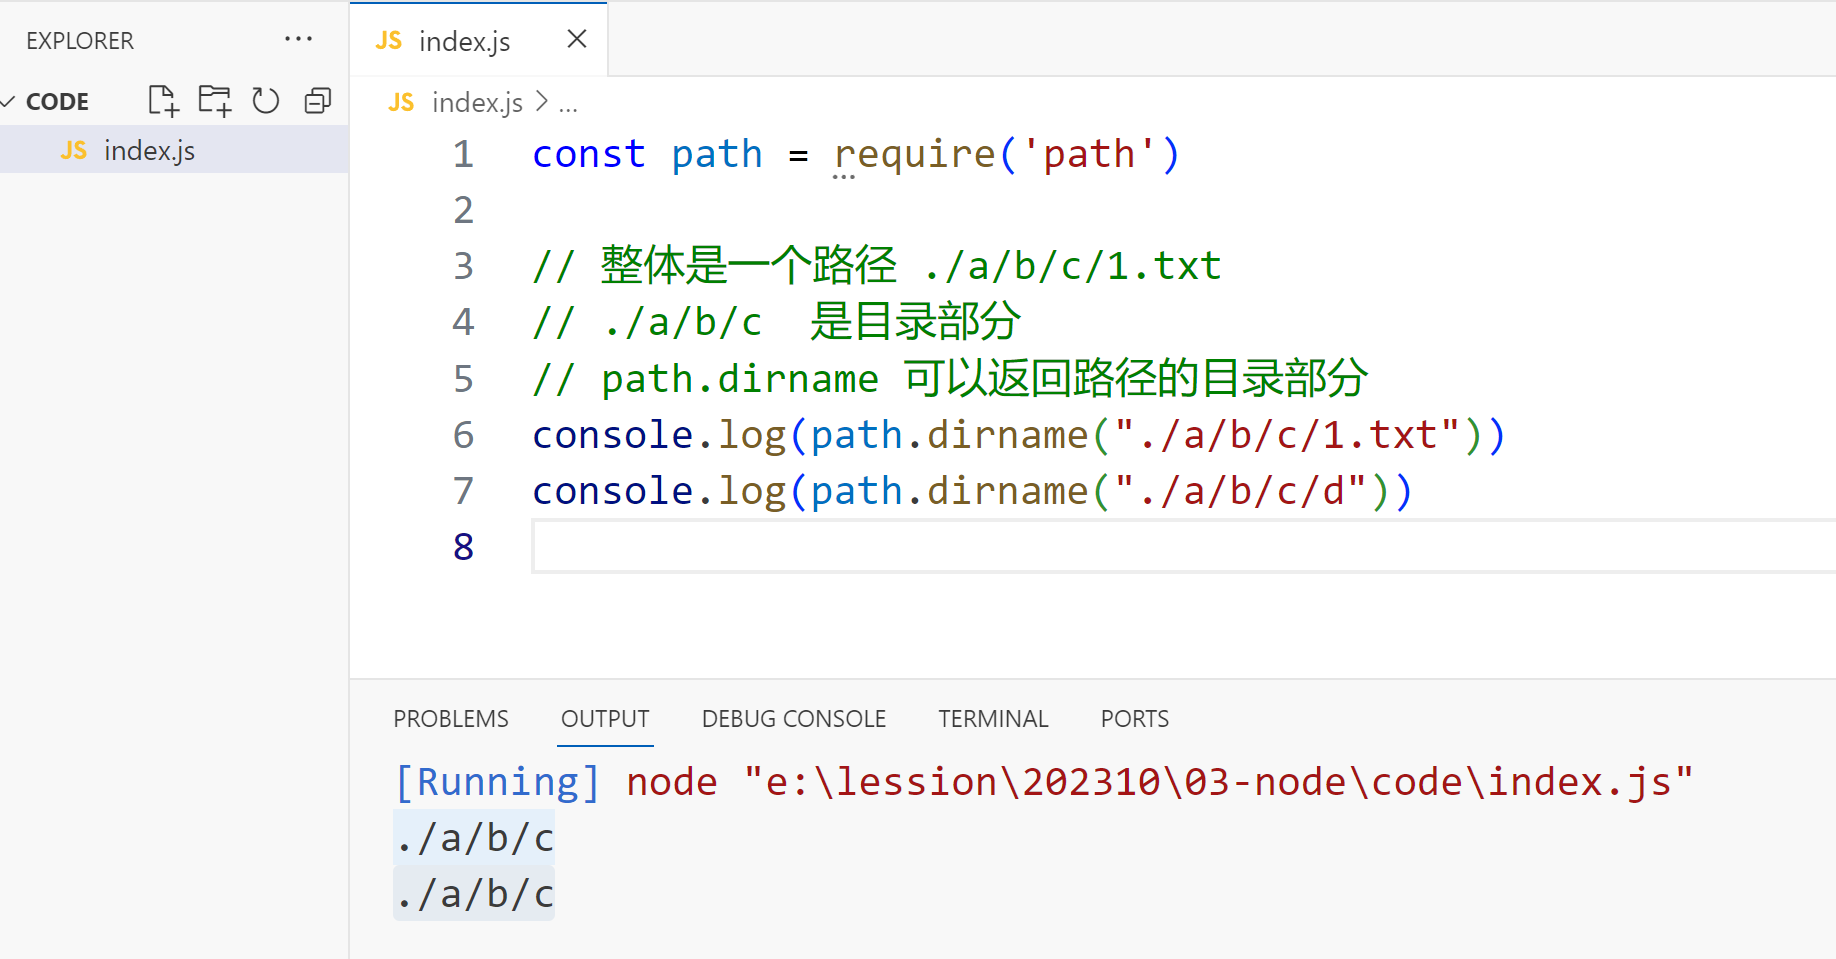 EXPLORER ...
CODE
JS index.js
JS index.js
JS index.js > ...
1 const path = require('path')
2
3 // 整体是一个路径 ./a/b/c/1.txt
4 // ./a/b/c  是目录部分
5 // path.dirname 可以返回路径的目录部分
6 console.log(path.dirname("./a/b/c/1.txt"))
7 console.log(path.dirname("./a/b/c/d"))
8
PROBLEMS OUTPUT DEBUG CONSOLE TERMINAL PORTS
[Running] node "e:\lession\202310\03-node\code\index.js"
./a/b/c
./a/b/c